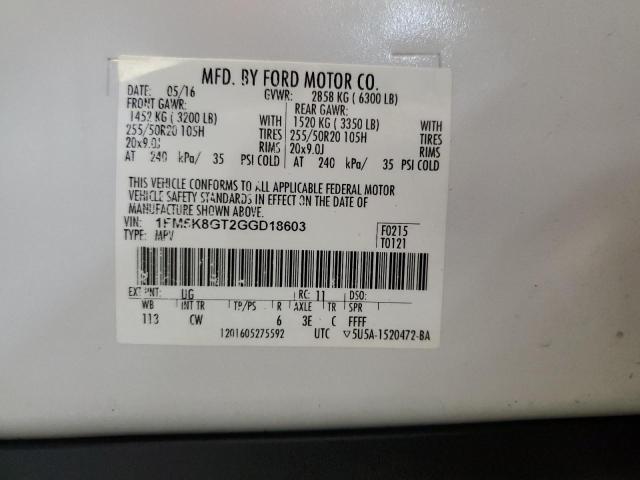 MFD. BY FORD MOTOR CO.
DATE: 05/16 GVWR: 2858 KG ( 6300 LB)
FRONT GAWR: REAR GAWR:
1452 KG ( 3200 LB) WITH 1520 KG ( 3350 LB) WITH
255/50R20 105H TIRES 255/50R20 105H TIRES
20x9.0J RIMS 20x9.0J RIMS
AT 240 kPa/ 35 PSI COLD AT 240 kPa/ 35 PSI COLD
THIS VEHICLE CONFORMS TO ALL APPLICABLE FEDERAL MOTOR
VEHICLE SAFETY STANDARDS IN EFFECT ON THE DATE OF
MANUFACTURE SHOWN ABOVE.
VIN: 1FM5K8GT2GGD18603 F0215
TYPE: MPV T0121
EXT PNT: UG RC: 11 DSO:
WB INT TR TP/PS R AXLE TR SPR
113 CW 6 3E C FFFF
1201605275592 UTC ▽5U5A-1520472-BA